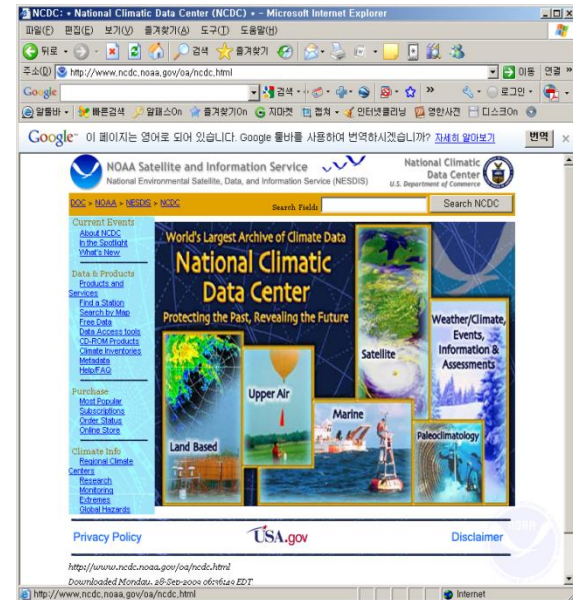 NCDC: * National Climatic Data Center (NCDC) * - Microsoft Internet Explorer
파일(F) 편집(E) 보기(V) 즐겨찾기(A) 도구(T) 도움말(H)
뒤로 검색 즐겨찾기
주소(D) http://www.ncdc.noaa.gov/oa/ncdc.html 이동 연결 »
Google 검색 로그인
알툴바 빠른검색 알패스On 즐겨찾기On 지마켓 캡쳐 인터넷클리닝 영한사전 디스크On
Google 이 페이지는 영어로 되어 있습니다. Google 툴바를 사용하여 번역하시겠습니까? 자세히 알아보기 번역 ×
NOAA Satellite and Information Service
National Environmental Satellite, Data, and Information Service (NESDIS)
National Climatic
Data Center
U.S. Department of Commerce
DOC > NOAA > NESDIS > NCDC Search Field: Search NCDC
Current Events
About NCDC
In the Spotlight
What's New
Data & Products
Products and
Services
Find a Station
Search by Map
Free Data
Data Access tools
CD-ROM Products
Climate Inventories
Metadata
Help/FAQ
Purchase
Most Popular
Subscriptions
Order Status
Online Store
Climate Info
Regional Climate
Centers
Research
Monitoring
Extremes
Global Hazards
World's Largest Archive of Climate Data
National Climatic
Data Center
Protecting the Past, Revealing the Future
Satellite
Weather/Climate,
Events,
Information &
Assessments
Upper Air
Marine
Land Based
Paleoclimatology
Privacy Policy USA.gov Disclaimer
http://www.ncdc.noaa.gov/oa/ncdc.html
Downloaded Monday, 28-Sep-2009 06:16:29 EDT
http://www.ncdc.noaa.gov/oa/ncdc.html Internet